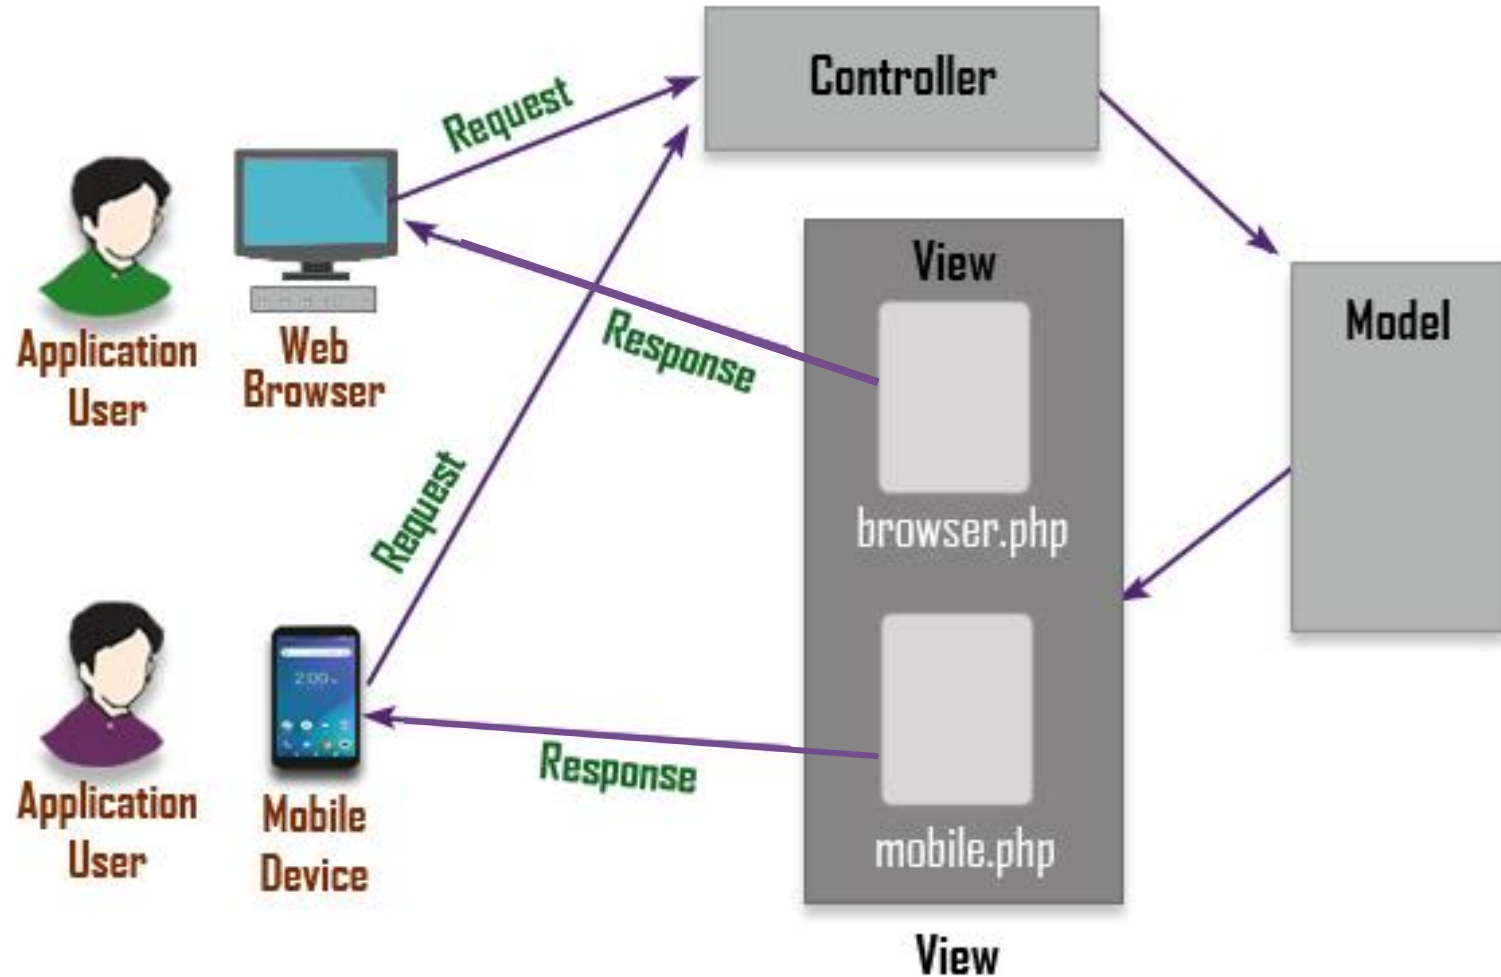 Controller
Request
View
Response
Model
Application
User
Web
Browser
browser.php
Request
2:00
Response
Application
User
Mobile
Device
mobile.php
View